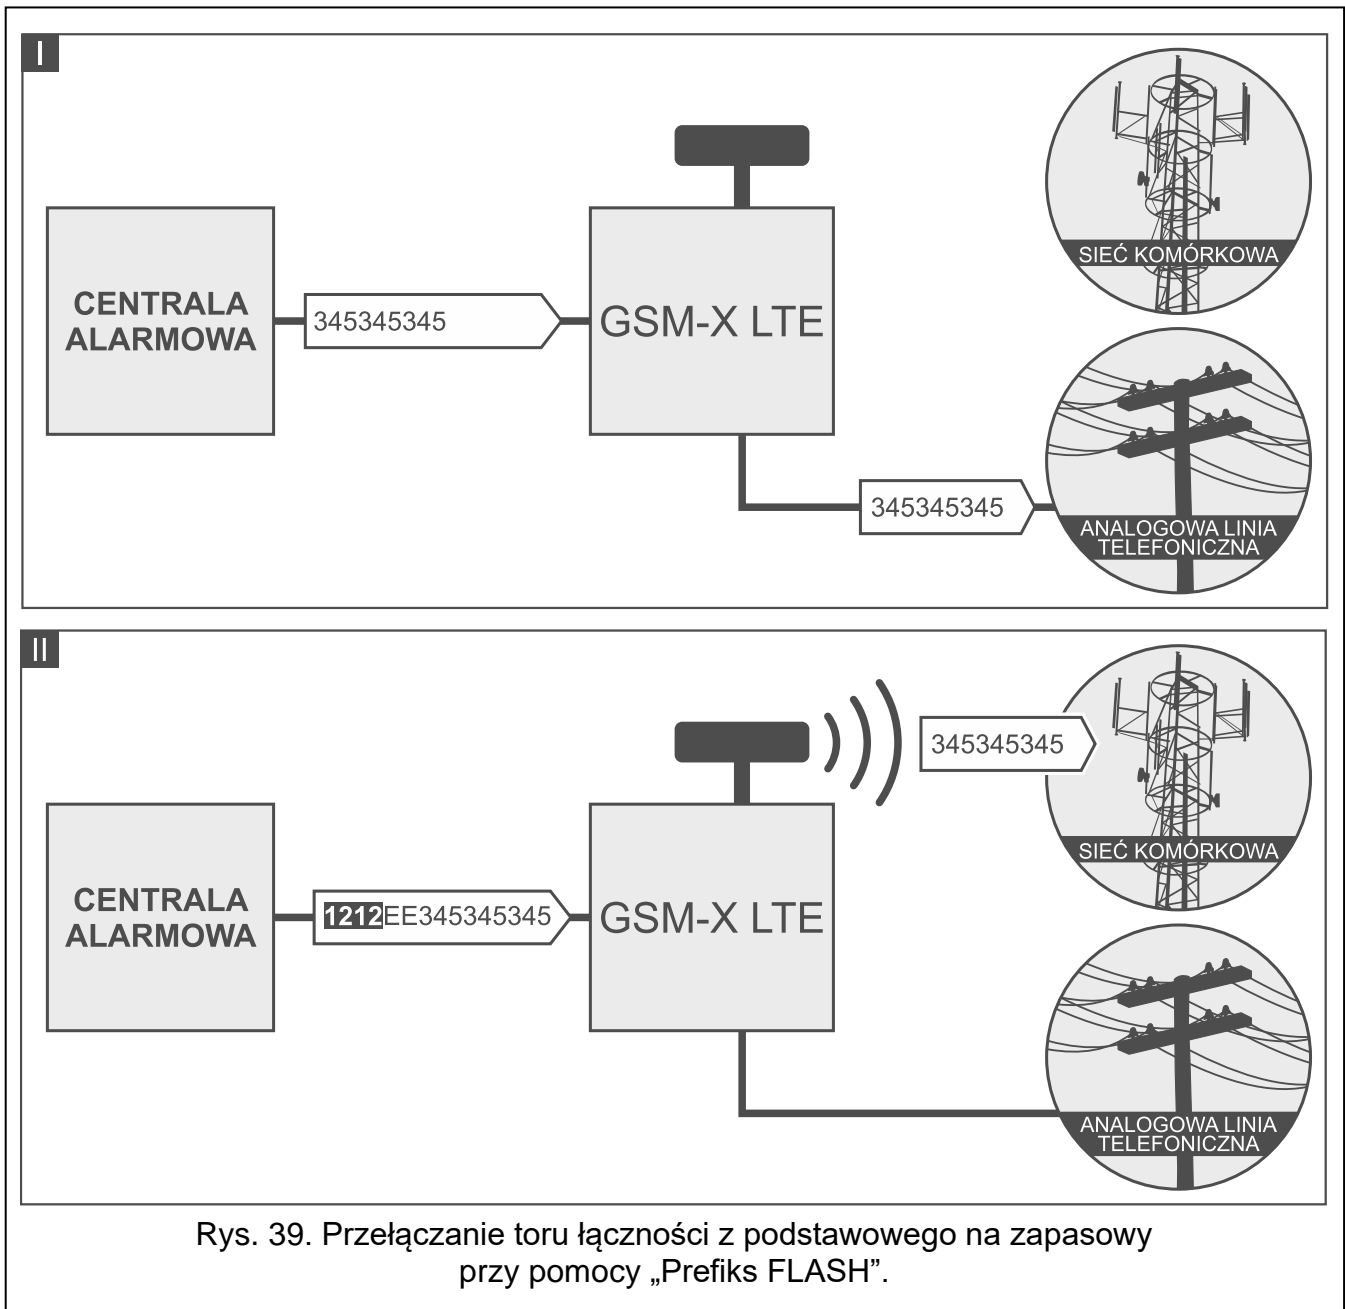 I
SIEĆ KOMÓRKOWA
CENTRALA
ALARMOWA
345345345
GSM-X LTE
345345345
ANALOGOWA LINIA
TELEFONICZNA
II
345345345
SIEĆ KOMÓRKOWA
CENTRALA
ALARMOWA
1212EE345345345
GSM-X LTE
ANALOGOWA LINIA
TELEFONICZNA
Rys. 39. Przełączanie toru łączności z podstawowego na zapasowy
przy pomocy „Prefiks FLASH”.